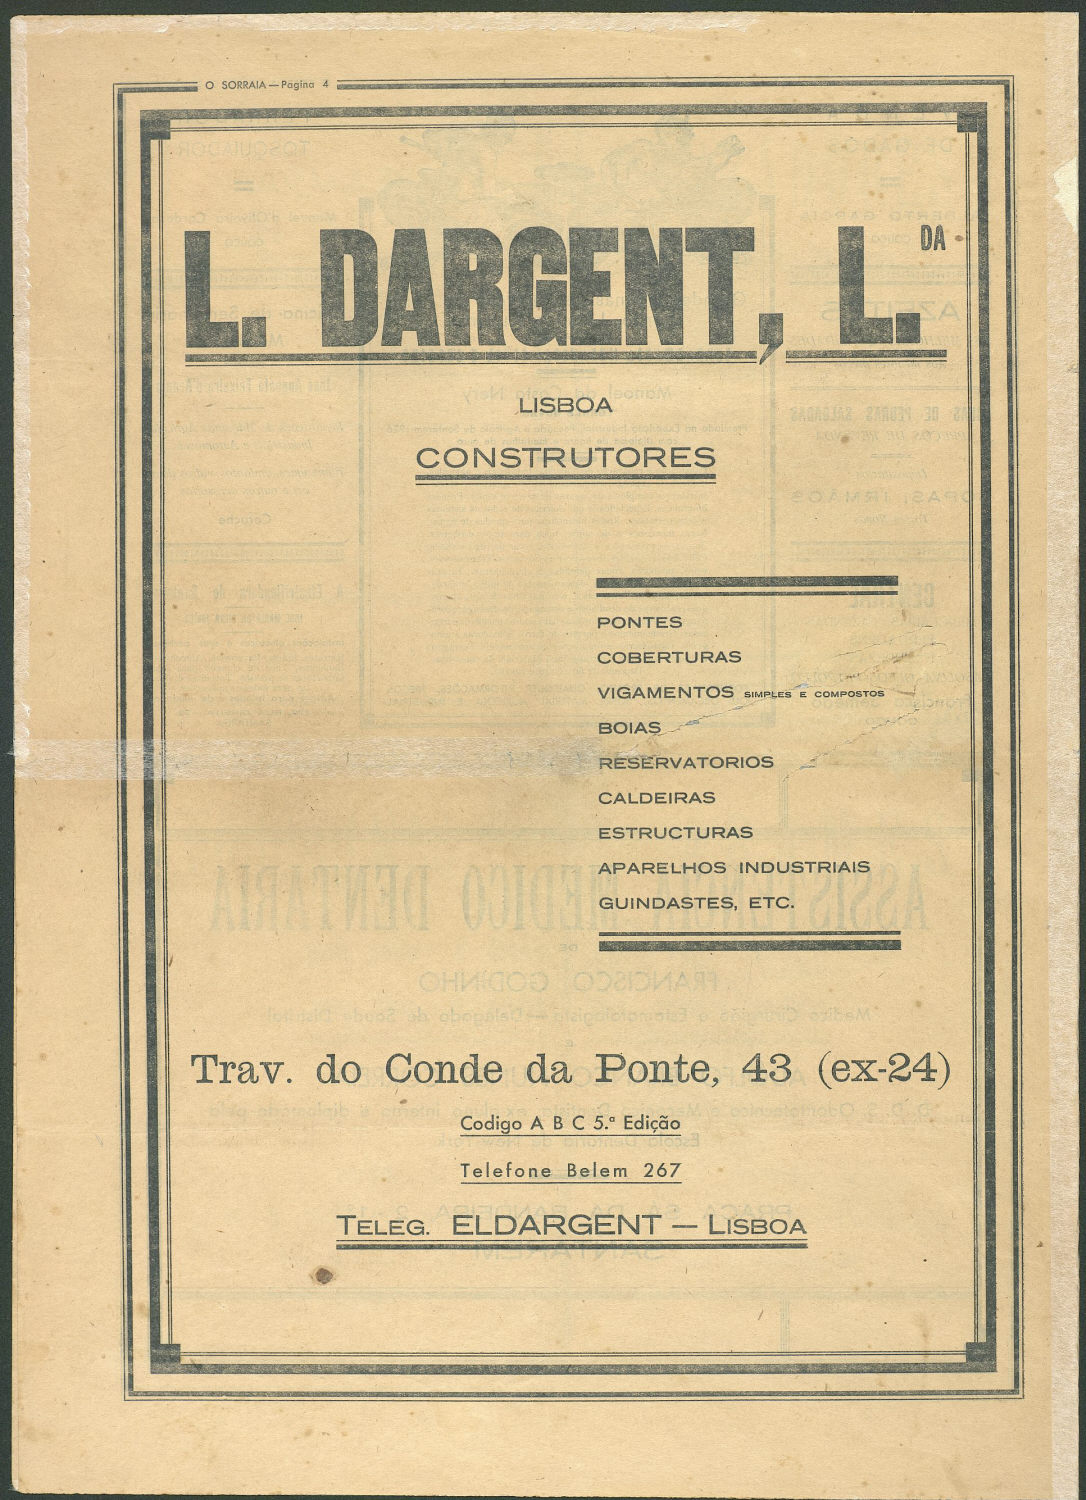 O SORRAIA — Pagina 4
L. DARGENT, L.DA
LISBOA
CONSTRUTORES
PONTES
COBERTURAS
VIGAMENTOS SIMPLES E COMPOSTOS
BOIAS
RESERVATORIOS
CALDEIRAS
ESTRUCTURAS
APARELHOS INDUSTRIAIS
GUINDASTES, ETC.
Trav. do Conde da Ponte, 43 (ex-24)
Codigo A B C 5.ª Edição
Telefone Belem 267
TELEG. ELDARGENT — LISBOA